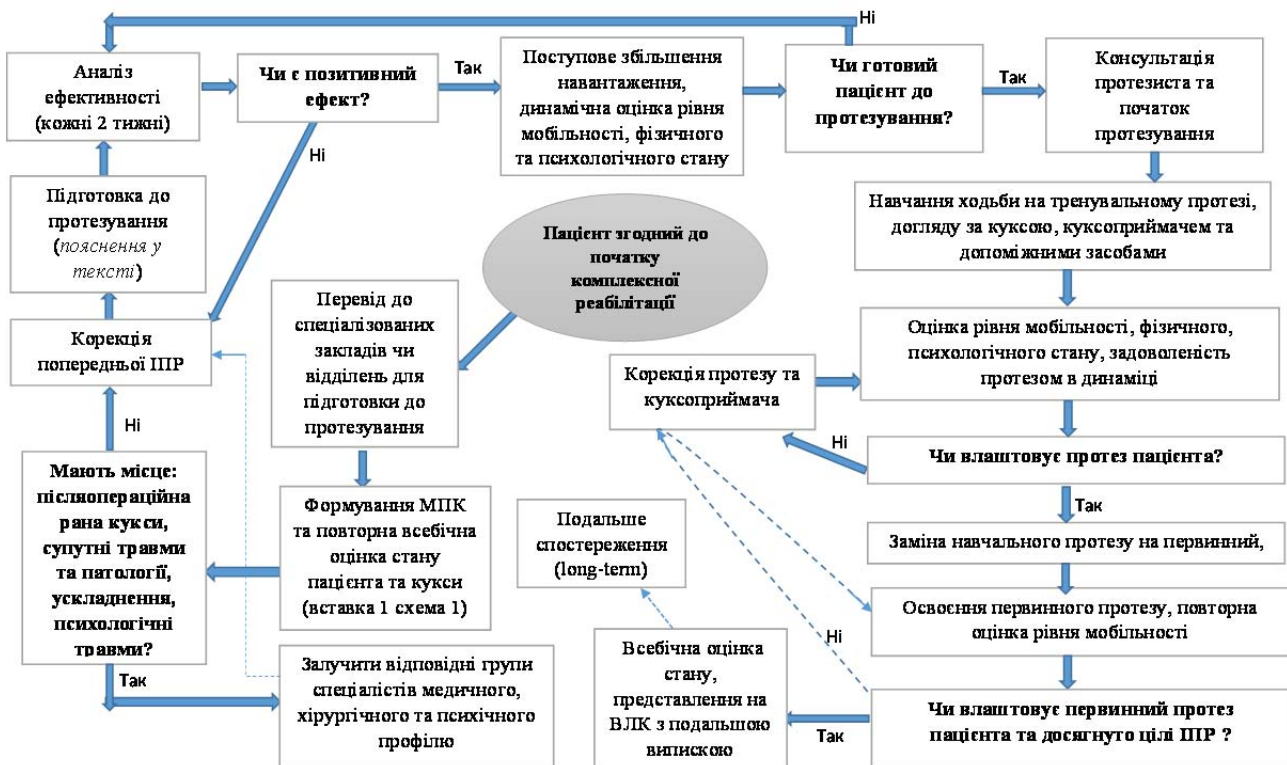 Ні
Аналіз
ефективності
(кожні 2 тижні)
Чи є позитивний
ефект?
Так
Поступове збільшення
навантаження,
динамічна оцінка рівня
мобільності, фізичного
та психологічного стану
Чи готовий
пацієнт до
протезування?
Так
Консультація
протезиста та
початок
протезування
Ні
Підготовка до
протезування
(пояснення у
тексті)
Навчання ходьби на тренувальному протезі,
догляду за куксою, куксоприймачем та
допоміжними засобами
Пацієнт згодний до
початку
комплексної
реабілітації
Перевід до
спеціалізованих
закладів чи
відділень для
підготовки до
протезування
Корекція
попередньої ІПР
Оцінка рівня мобільності, фізичного,
психологічного стану, задоволеність
протезом в динаміці
Корекція протезу та
куксоприймача
Ні
Ні
Чи влаштовує протез пацієнта?
Мають місце:
післяопераційна
рана кукси,
супутні травми
та патології,
ускладнення,
психологічні
травми?
Формування МПК
та повторна всебічна
оцінка стану
пацієнта та кукси
(вставка 1 схема 1)
Подальше
спостереження
(long-term)
Так
Заміна навчального протезу на первинний,
Освоєння первинного протезу, повторна
оцінка рівня мобільності
Ні
Всебічна оцінка
стану,
представлення на
ВЛК з подальшою
випискою
Так
Залучити відповідні групи
спеціалістів медичного,
хірургічного та психічного
профілю
Так
Чи влаштовує первинний протез
пацієнта та досягнуто цілі ІПР ?